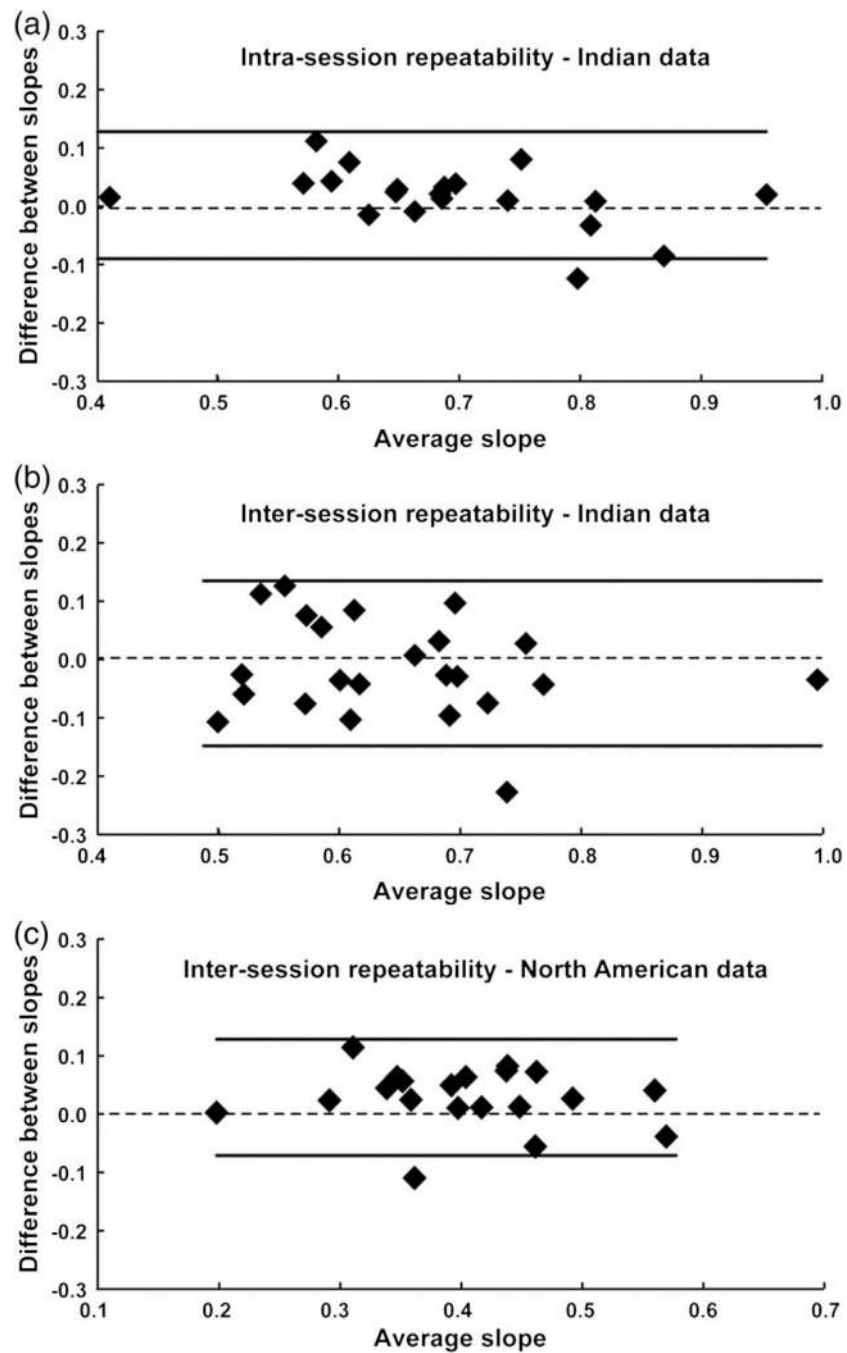 (a)
0.3
Intra-session repeatability - Indian data
0.2
0.1
0.0
-0.1
-0.2
-0.3
Difference between slopes
0.4 0.5 0.6 0.7 0.8 0.9 1.0
Average slope
(b)
0.3
Inter-session repeatability - Indian data
0.2
0.1
0.0
-0.1
-0.2
-0.3
Difference between slopes
0.4 0.5 0.6 0.7 0.8 0.9 1.0
Average slope
(c)
0.3
Inter-session repeatability - North American data
0.2
0.1
0.0
-0.1
-0.2
-0.3
Difference between slopes
0.1 0.2 0.3 0.4 0.5 0.6 0.7
Average slope